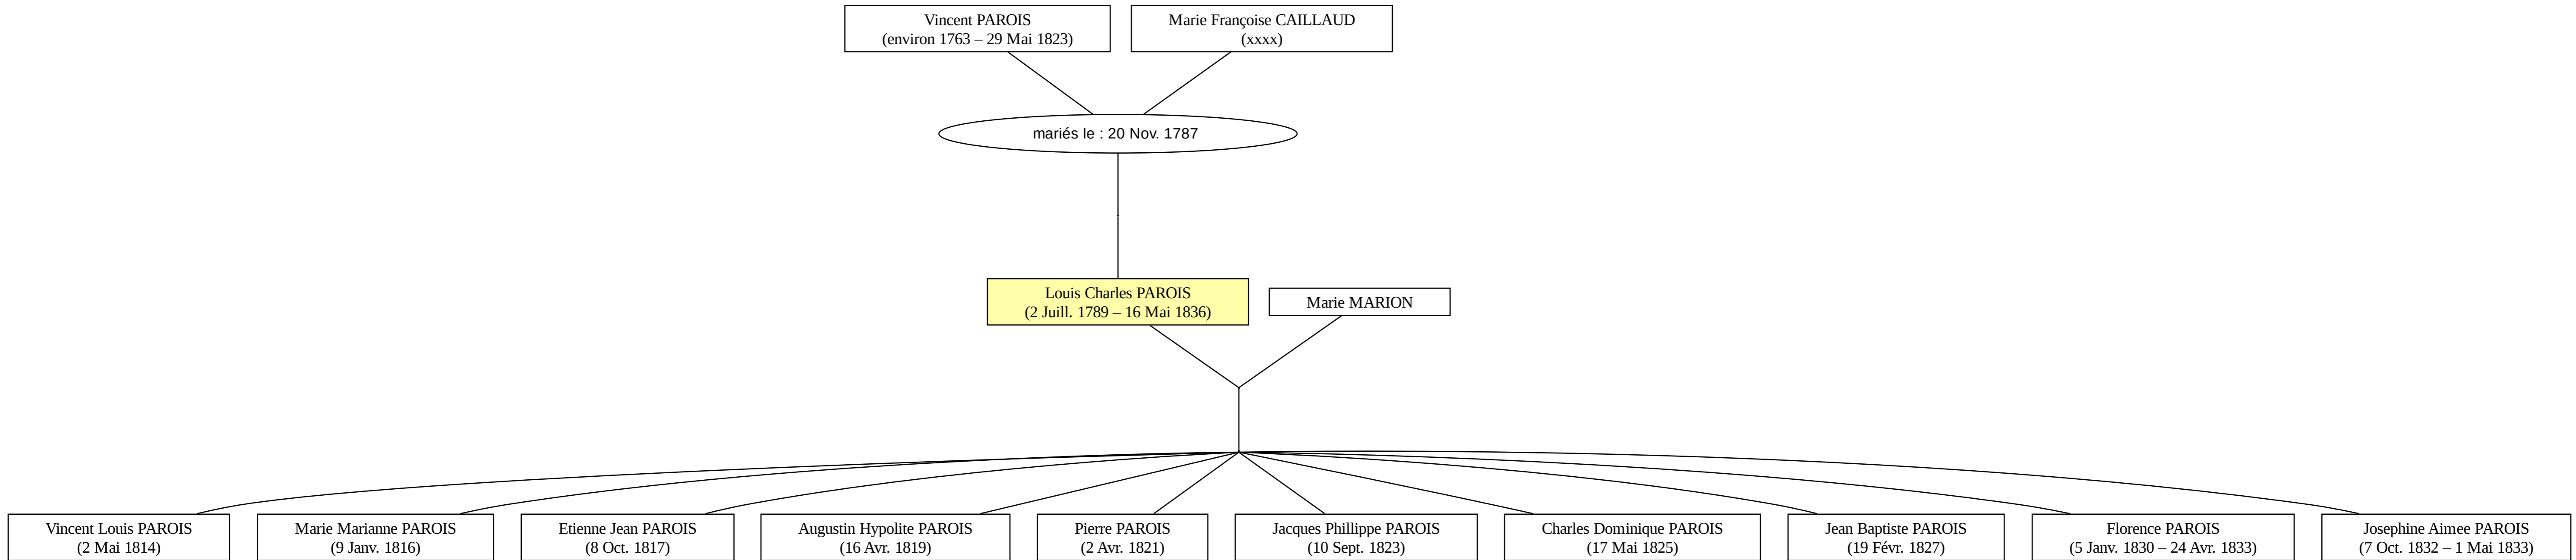 Vincent PAROIS
(environ 1763 – 29 Mai 1823)
Marie Françoise CAILLAUD
(xxxx)
mariés le : 20 Nov. 1787
Louis Charles PAROIS
(2 Juill. 1789 – 16 Mai 1836)
Marie MARION
Vincent Louis PAROIS
(2 Mai 1814)
Marie Marianne PAROIS
(9 Janv. 1816)
Etienne Jean PAROIS
(8 Oct. 1817)
Augustin Hypolite PAROIS
(16 Avr. 1819)
Pierre PAROIS
(2 Avr. 1821)
Jacques Phillippe PAROIS
(10 Sept. 1823)
Charles Dominique PAROIS
(17 Mai 1825)
Jean Baptiste PAROIS
(19 Févr. 1827)
Florence PAROIS
(5 Janv. 1830 – 24 Avr. 1833)
Josephine Aimee PAROIS
(7 Oct. 1832 – 1 Mai 1833)